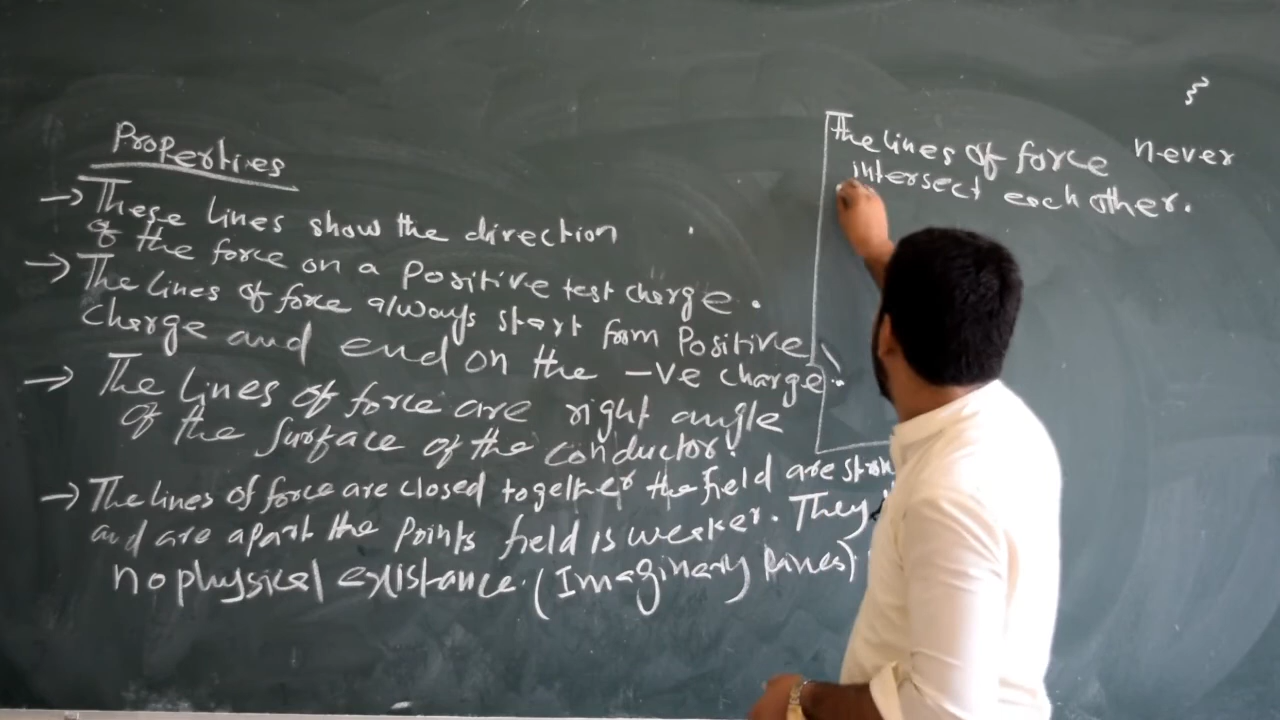 Properties
→ These lines show the direction
of the force on a positive test charge.
→ The lines of force always start from Positive
charge and end on the -ve charge.
→ The lines of force are right angle
of the surface of the conductor.
→ The lines of force are closed together the field are
and are apart the points field is weaker. They
no physical existance. (Imaginary lines)
The lines of force never
intersect each other.